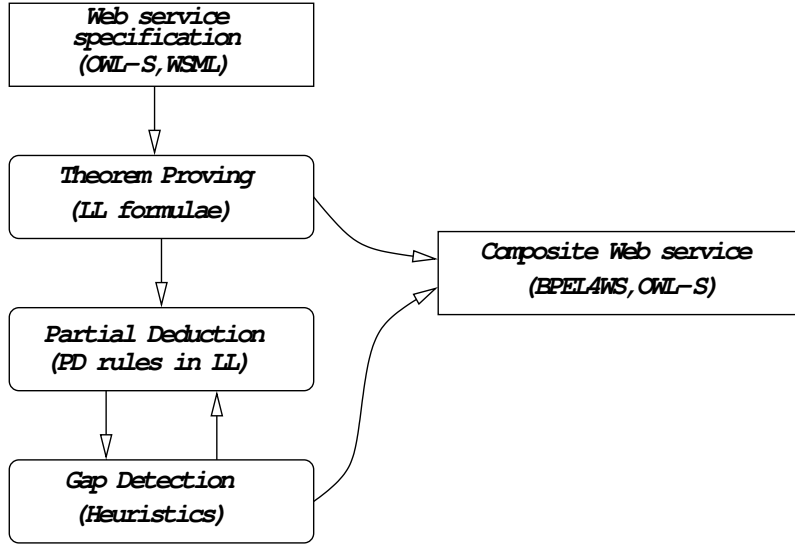 Web service
specification
(OWL-S,WSML)
Theorem Proving
(LL formulae)
Composite Web service
(BPEL4WS,OWL-S)
Partial Deduction
(PD rules in LL)
Gap Detection
(Heuristics)